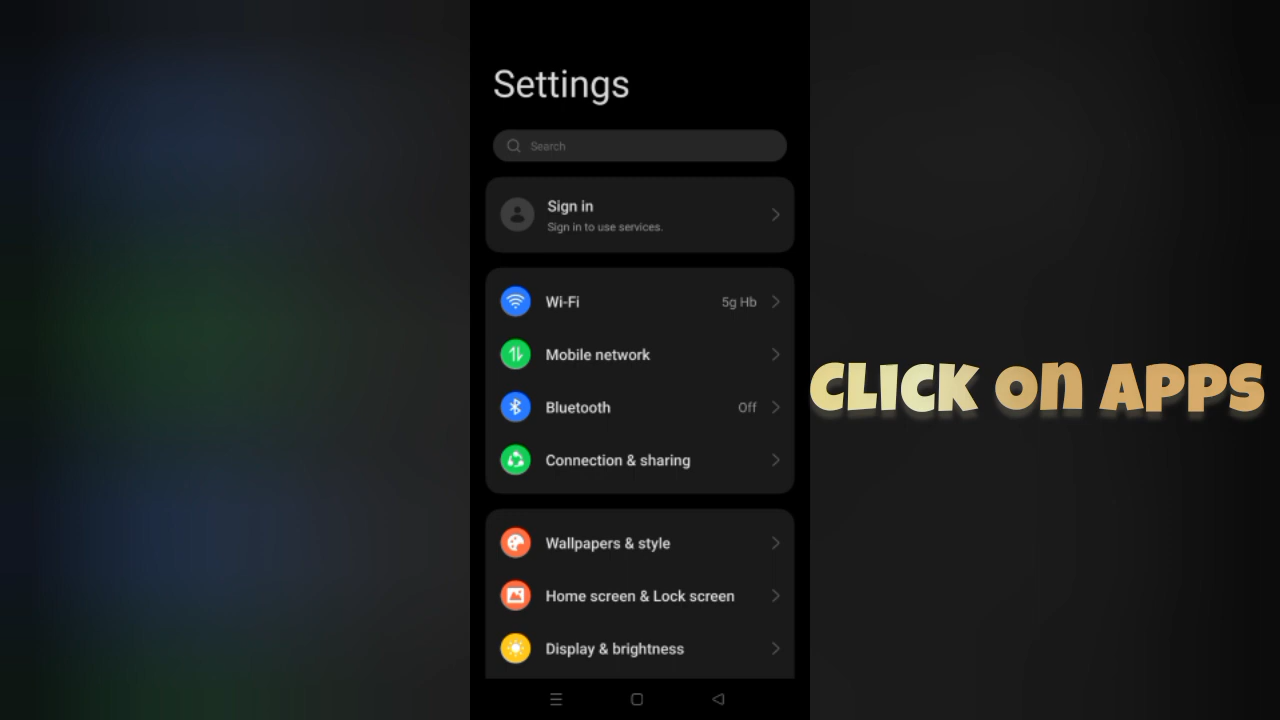 Settings
Search
Sign in
Sign in to use services.
Wi-Fi 5g Hb
Mobile network
Bluetooth Off
CLICK ON APPS
Connection & sharing
Wallpapers & style
Home screen & Lock screen
Display & brightness